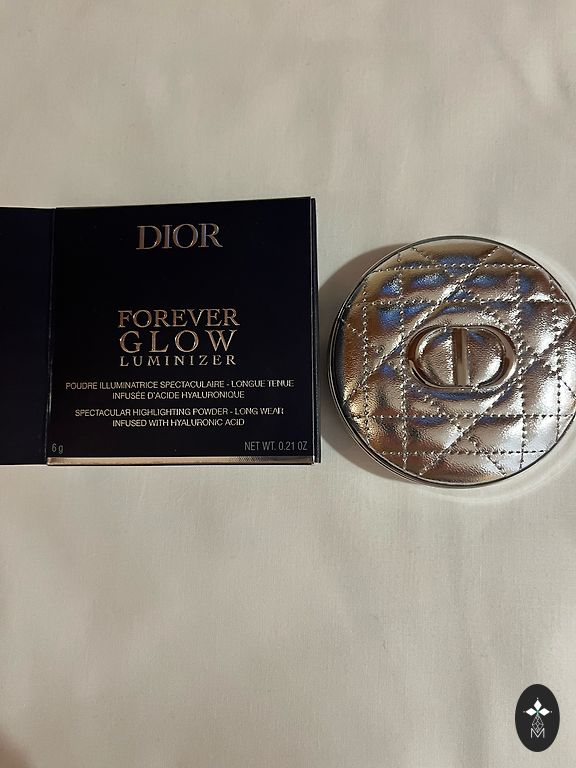 DIOR
FOREVER
GLOW
LUMINIZER
POUDRE ILLUMINATRICE SPECTACULAIRE - LONGUE TENUE
INFUSÉE D'ACIDE HYALURONIQUE
SPECTACULAR HIGHLIGHTING POWDER - LONG WEAR
INFUSED WITH HYALURONIC ACID
6 g NET WT. 0.21 OZ
CD
M